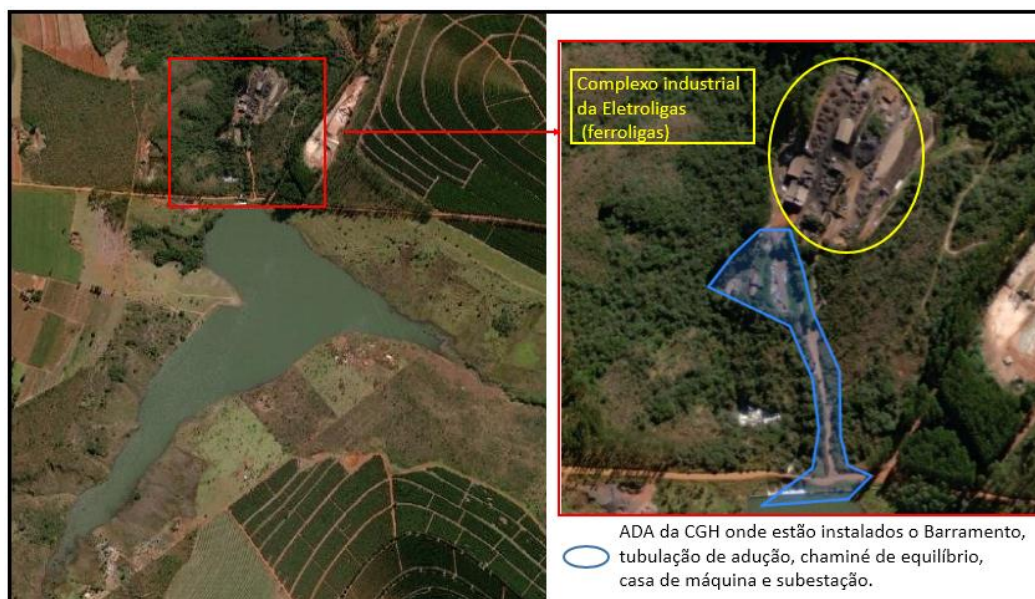 Complexo industrial
da Eletroligas
(ferroligas)
ADA da CGH onde estão instalados o Barramento,
tubulação de adução, chaminé de equilíbrio,
casa de máquina e subestação.